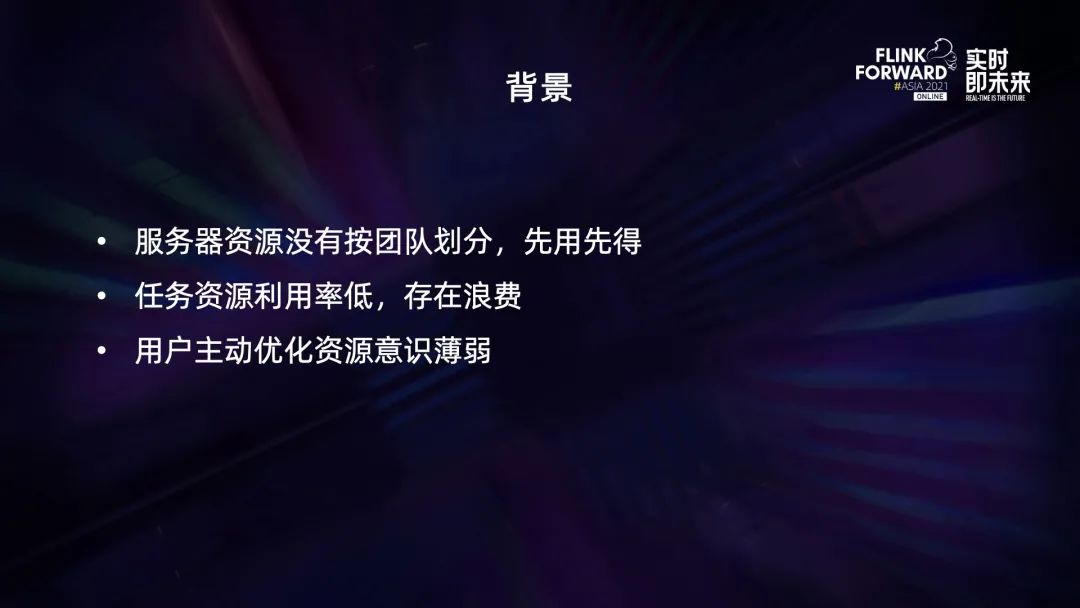 背景
FLINK
FORWARD
#ASIA 2021
ONLINE
实时
即未来
REAL-TIME IS THE FUTURE
• 服务器资源没有按团队划分，先用先得
• 任务资源利用率低，存在浪费
• 用户主动优化资源意识薄弱